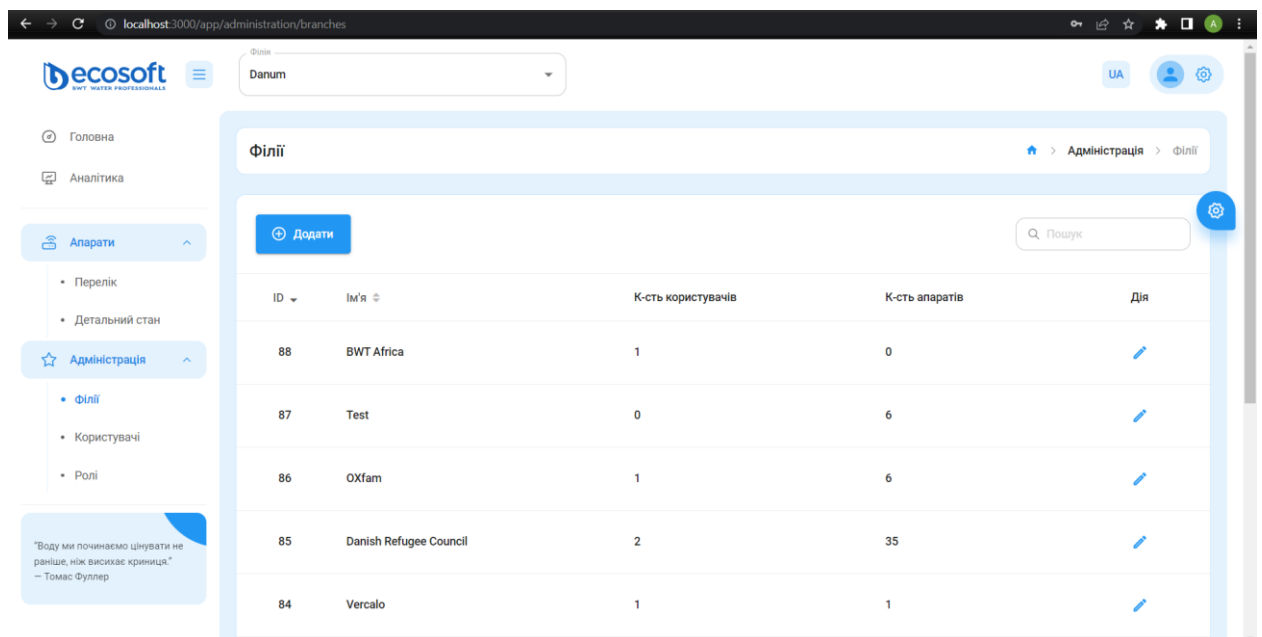 localhost:3000/app/administration/branches
A
ecosoft
BWT WATER PROFESSIONALS
Філія
Danum
UA
Головна
Аналітика
Апарати
Перелік
Детальний стан
Адміністрація
Філії
Користувачі
Ролі
"Воду ми починаємо цінувати не
раніше, ніж висихає криниця."
— Томас Фуллер
Філії
Адміністрація > Філії
Додати
Пошук
ID Ім'я К-сть користувачів К-сть апаратів Дія
88 BWT Africa 1 0
87 Test 0 6
86 OXfam 1 6
85 Danish Refugee Council 2 35
84 Vercalo 1 1